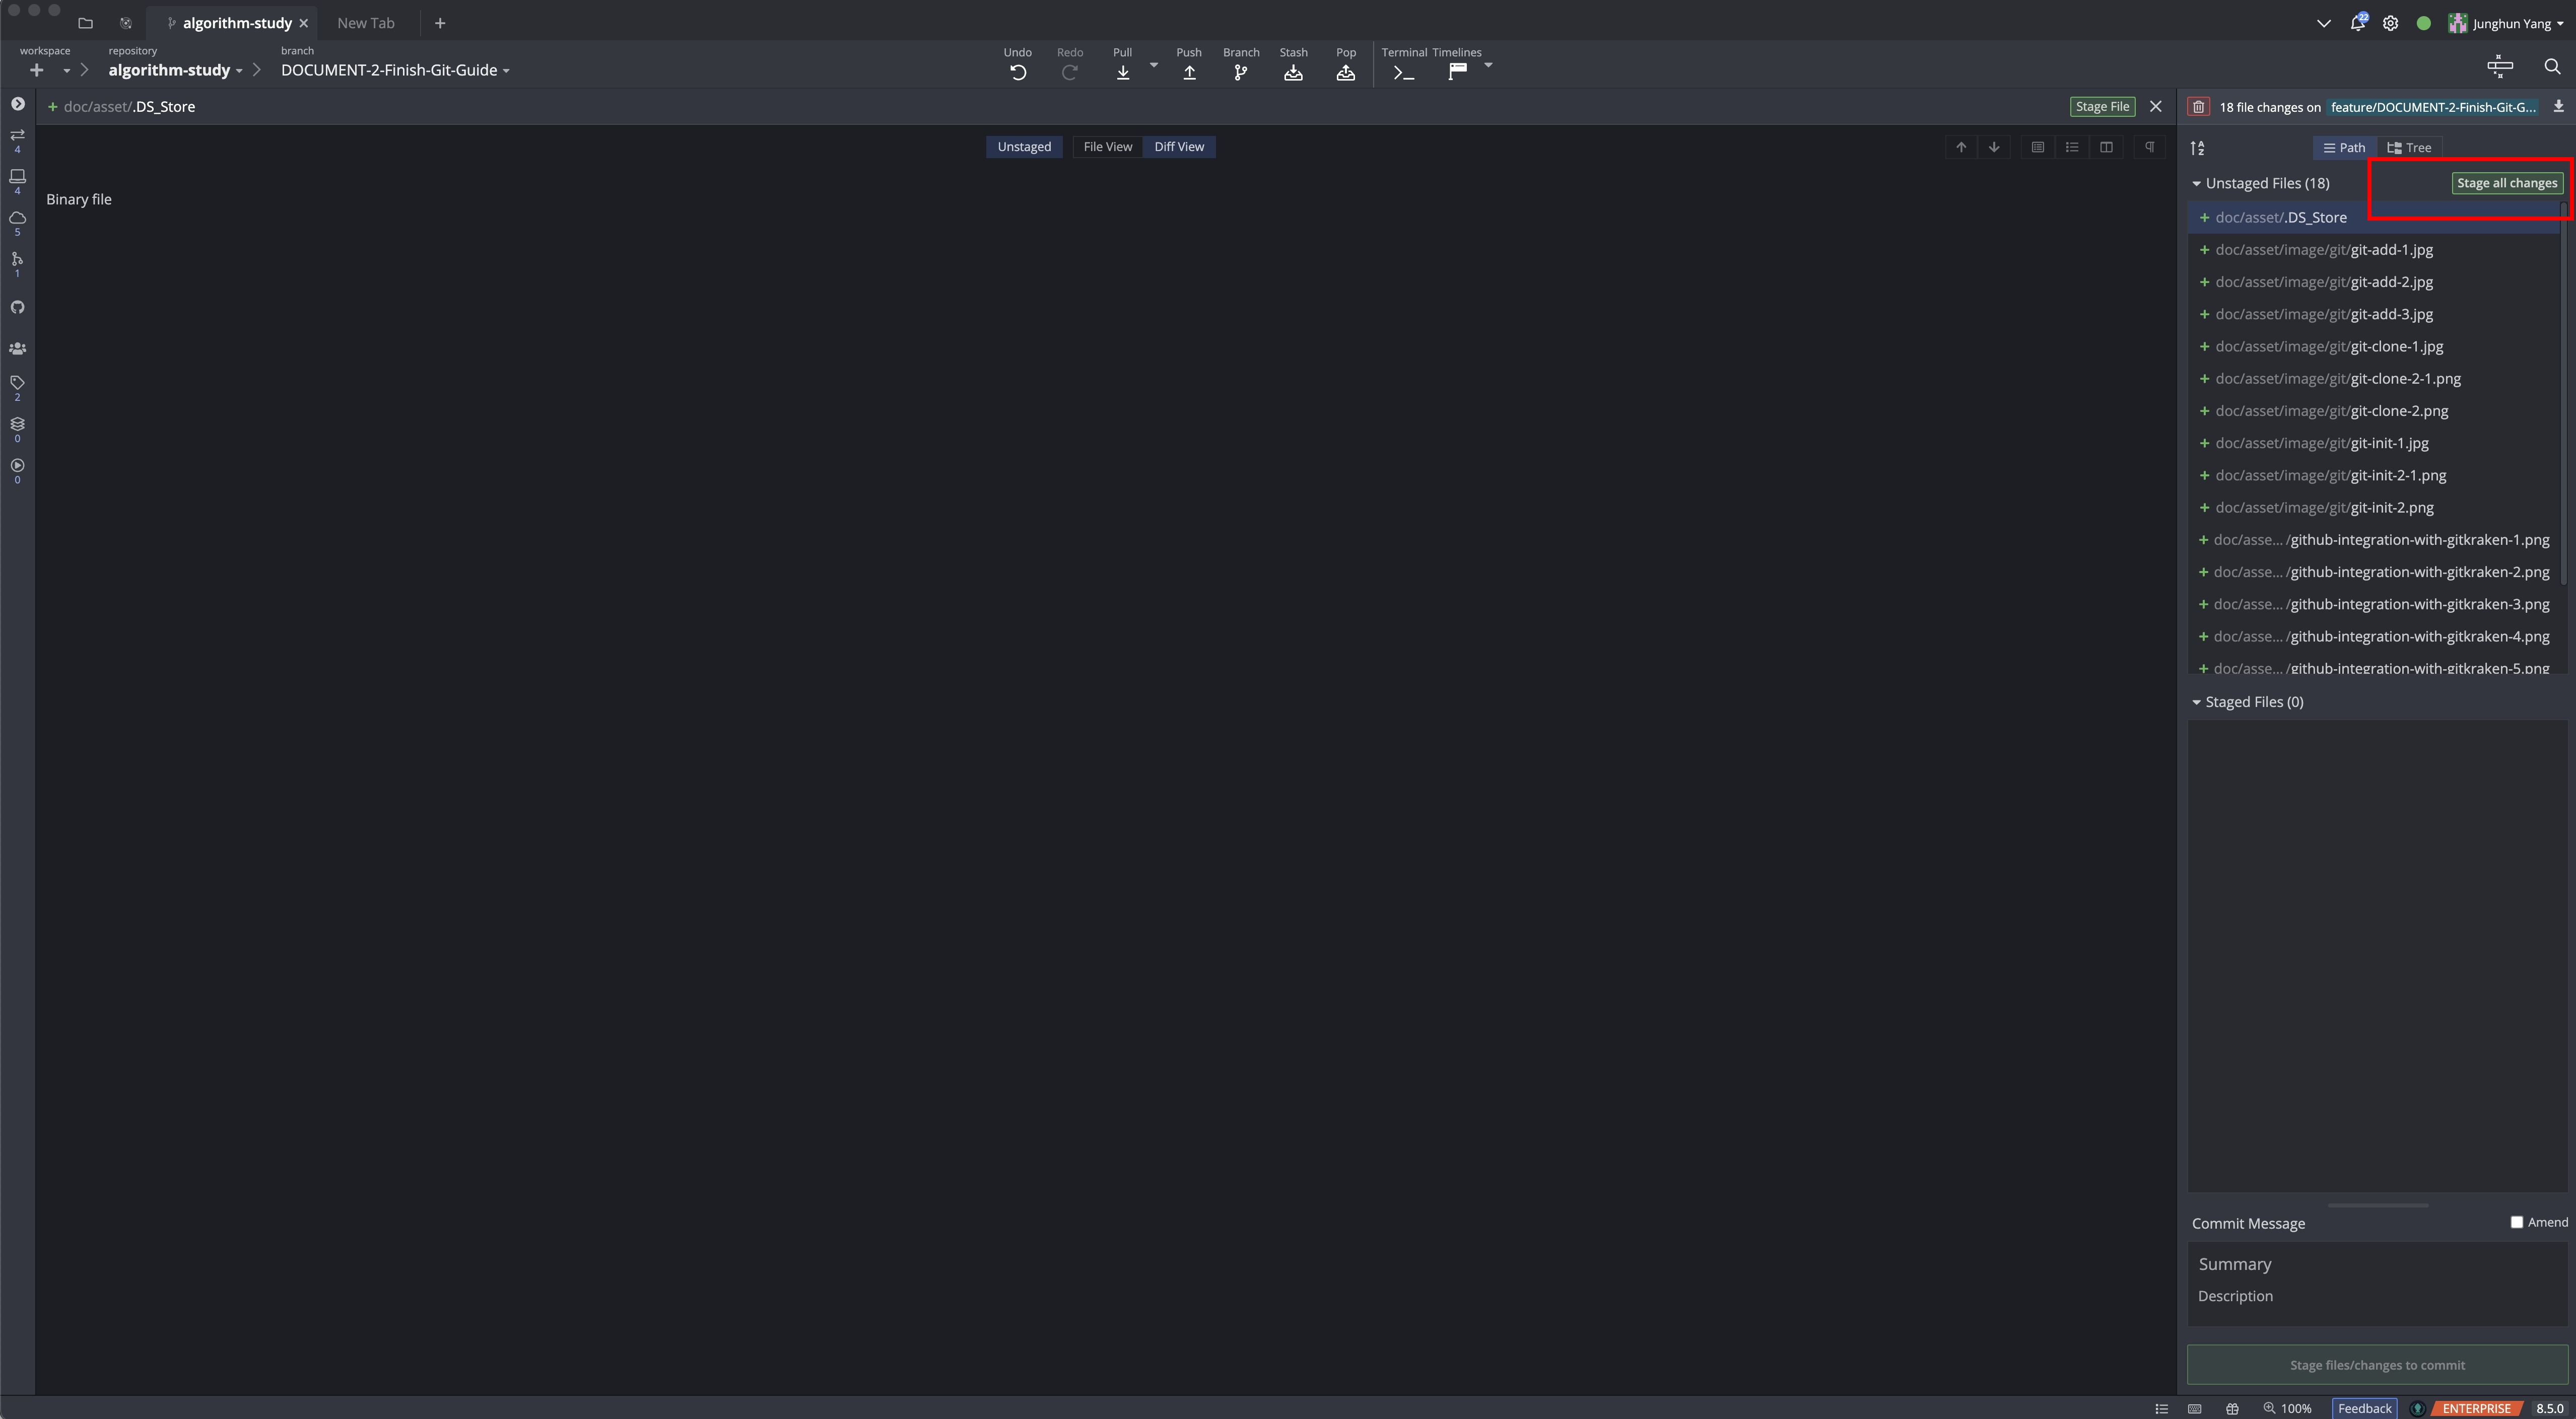 algorithm-study
New Tab
22
Junghun Yang
workspace
repository
branch
algorithm-study
DOCUMENT-2-Finish-Git-Guide
Undo
Redo
Pull
Push
Branch
Stash
Pop
Terminal
Timelines
doc/asset/.DS_Store
Stage File
18 file changes on feature/DOCUMENT-2-Finish-Git-G...
Unstaged
File View
Diff View
A
Z
Path
Tree
Binary file
4
4
5
1
2
0
0
Unstaged Files (18)
Stage all changes
doc/asset/.DS_Store
doc/asset/image/git/git-add-1.jpg
doc/asset/image/git/git-add-2.jpg
doc/asset/image/git/git-add-3.jpg
doc/asset/image/git/git-clone-1.jpg
doc/asset/image/git/git-clone-2-1.png
doc/asset/image/git/git-clone-2.png
doc/asset/image/git/git-init-1.jpg
doc/asset/image/git/git-init-2-1.png
doc/asset/image/git/git-init-2.png
doc/asse... /github-integration-with-gitkraken-1.png
doc/asse... /github-integration-with-gitkraken-2.png
doc/asse... /github-integration-with-gitkraken-3.png
doc/asse... /github-integration-with-gitkraken-4.png
doc/asse... /github-integration-with-gitkraken-5.png
Staged Files (0)
Commit Message
Amend
Summary
Description
Stage files/changes to commit
100%
Feedback
ENTERPRISE
8.5.0